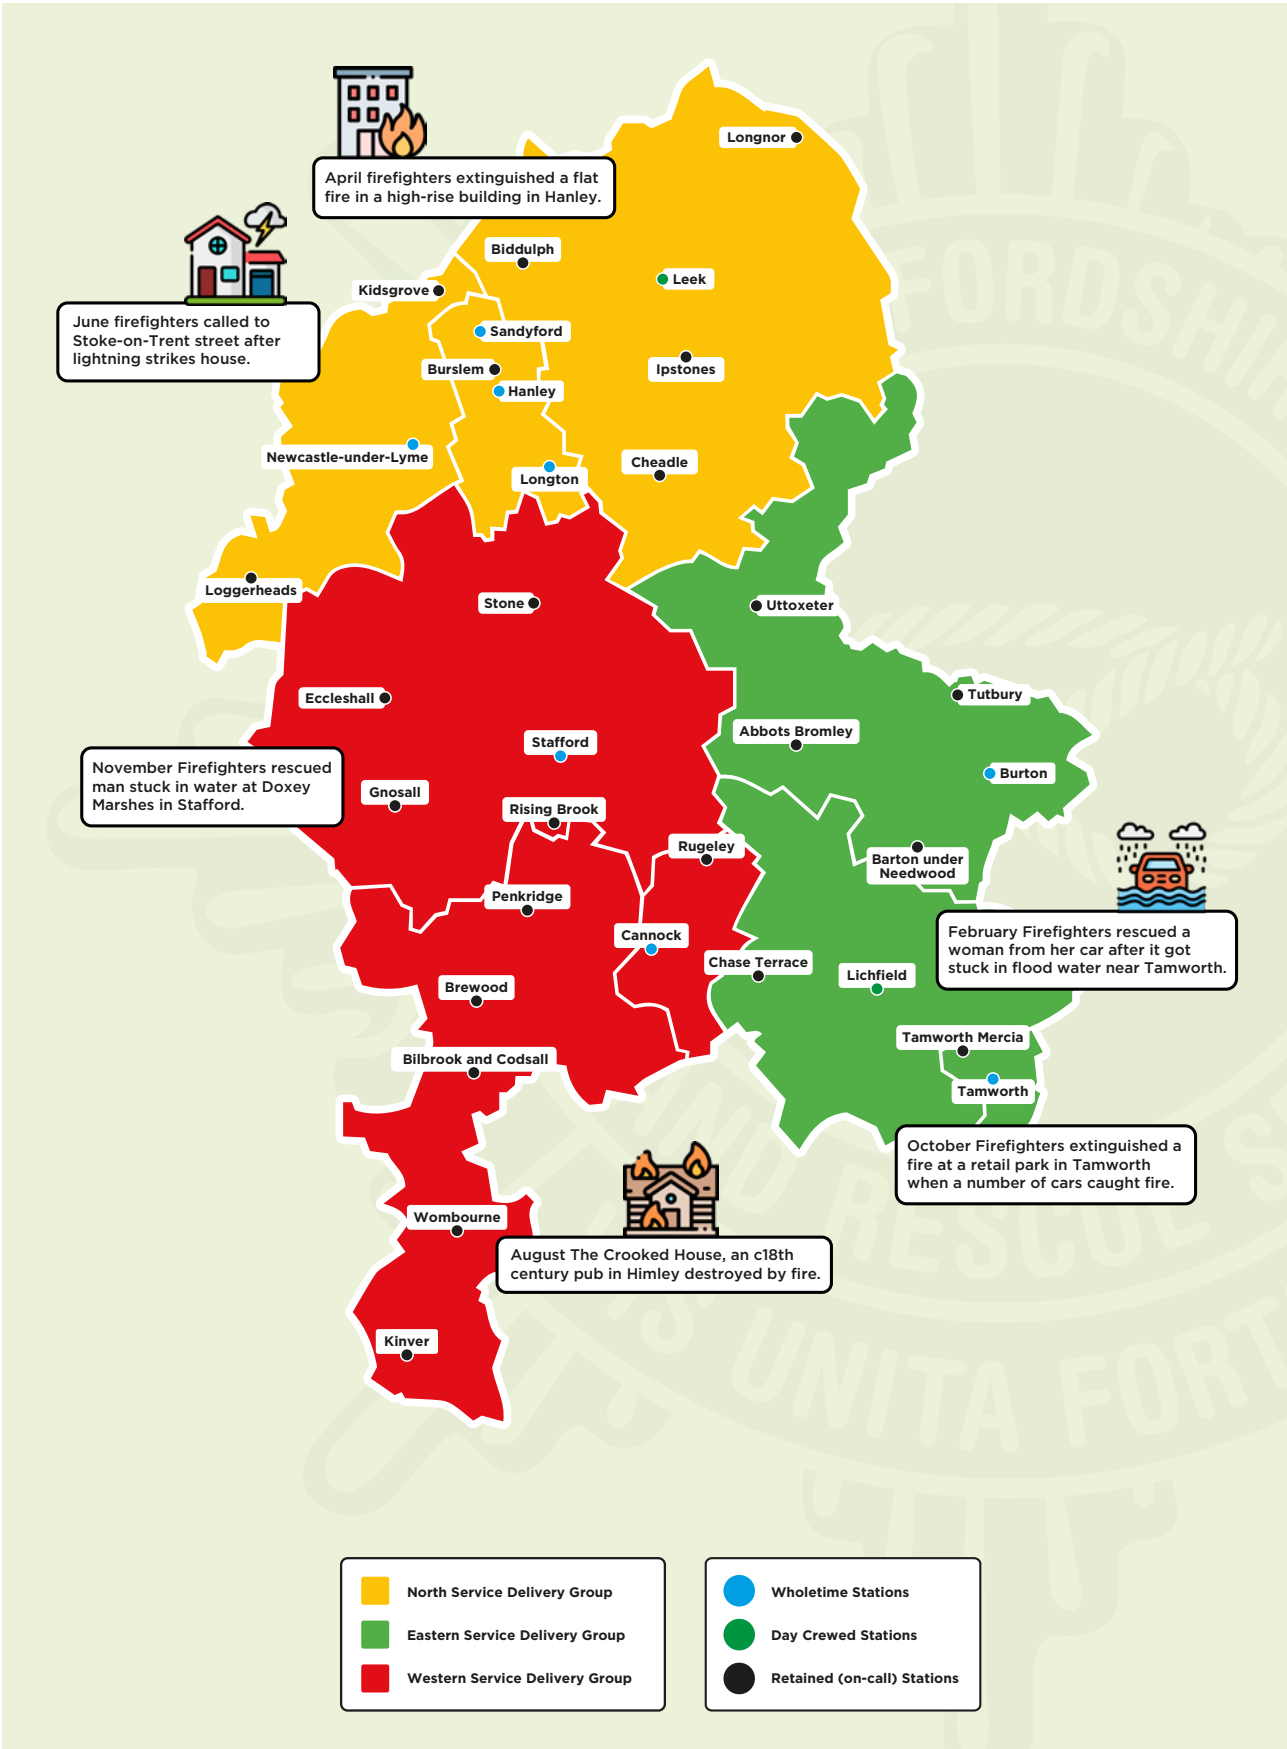 Longnor
April firefighters extinguished a flat
fire in a high-rise building in Hanley.
Biddulph
Leek
Kidsgrove
June firefighters called to
Stoke-on-Trent street after
lightning strikes house.
Sandyford
Burslem
Ipstones
Hanley
Newcastle-under-Lyme
Cheadle
Longton
Loggerheads
Stone
Uttoxeter
Eccleshall
Tutbury
Abbots Bromley
Stafford
November Firefighters rescued
man stuck in water at Doxey
Marshes in Stafford.
Burton
Gnosall
Rising Brook
Rugeley
Barton under
Needwood
Penkridge
Cannock
February Firefighters rescued a
woman from her car after it got
stuck in flood water near Tamworth.
Chase Terrace
Lichfield
Brewood
Tamworth Mercia
Bilbrook and Codsall
Tamworth
October Firefighters extinguished a
fire at a retail park in Tamworth
when a number of cars caught fire.
Wombourne
August The Crooked House, an c18th
century pub in Himley destroyed by fire.
Kinver
North Service Delivery Group
Eastern Service Delivery Group
Western Service Delivery Group
Wholetime Stations
Day Crewed Stations
Retained (on-call) Stations
RESCUE
UNITA FORT